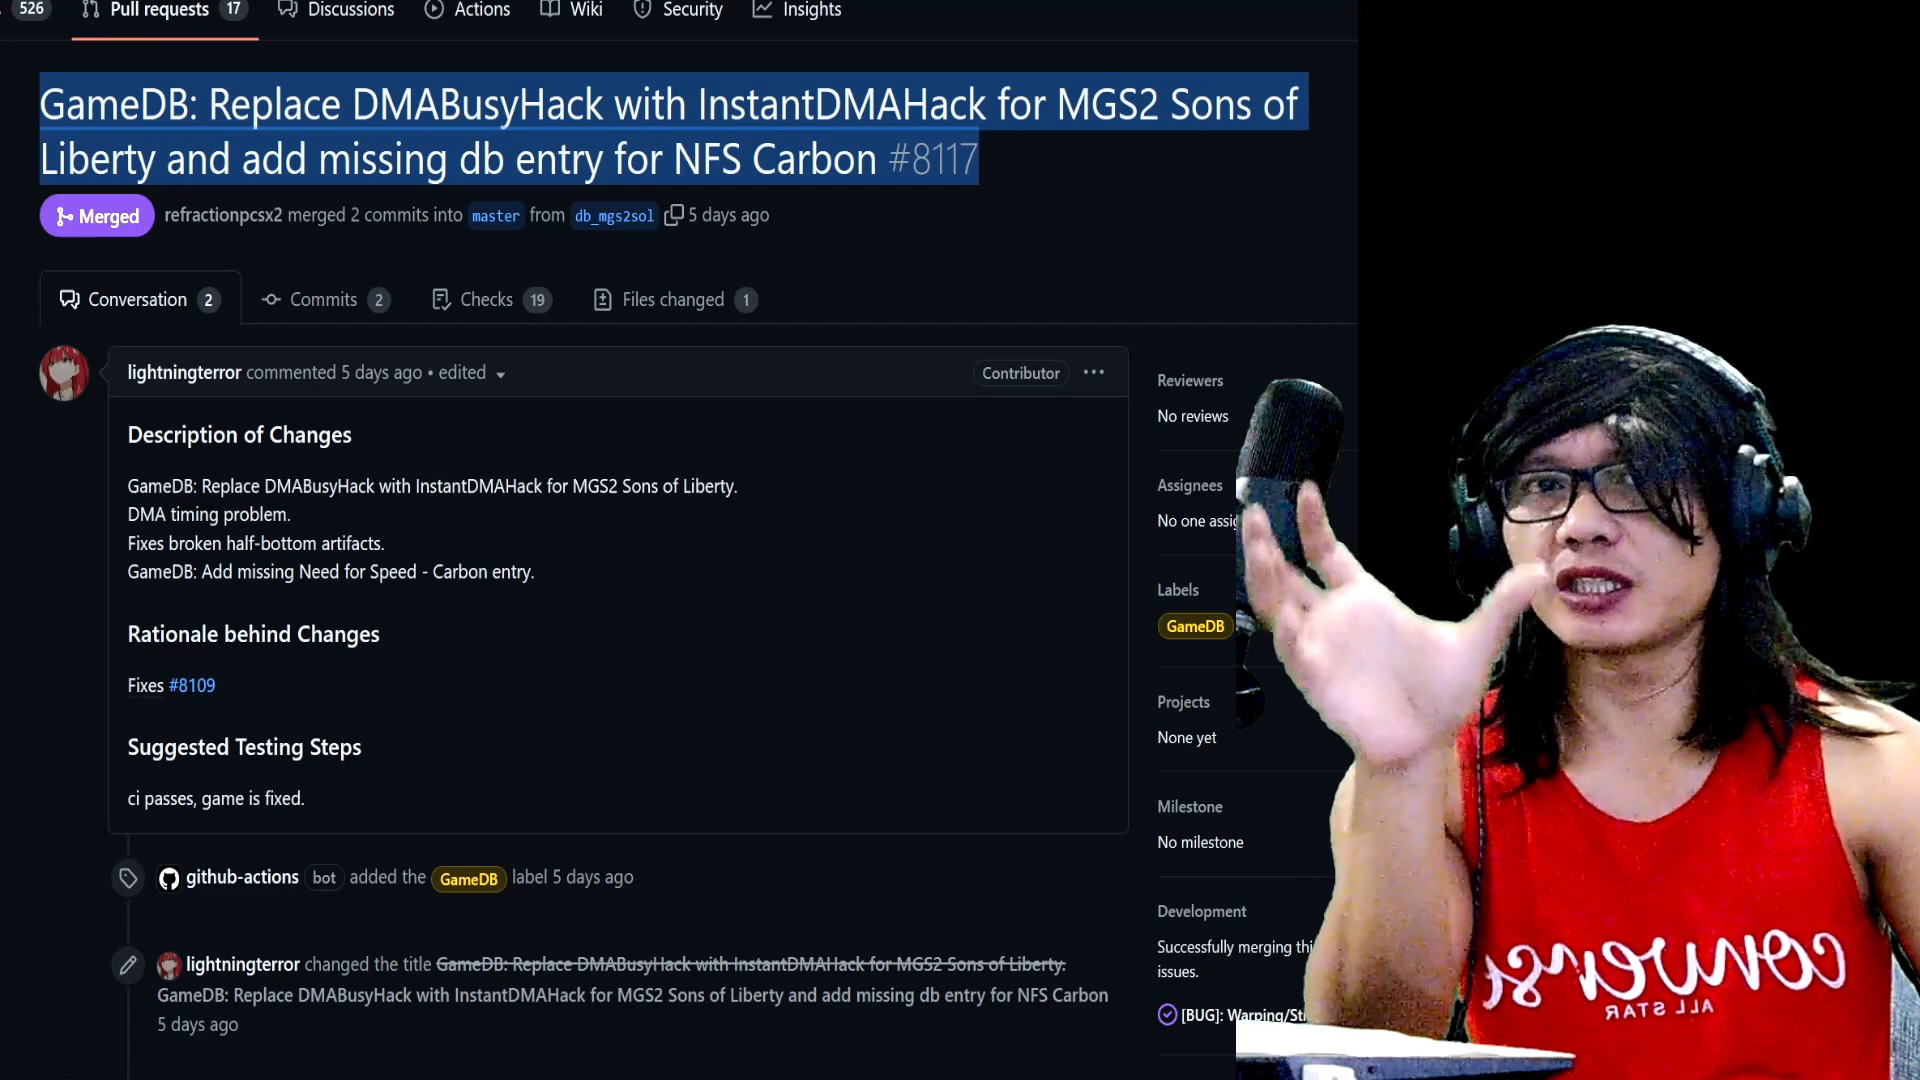 526 Pull requests 17 Discussions Actions Wiki Security Insights
GameDB: Replace DMABusyHack with InstantDMAHack for MGS2 Sons of
Liberty and add missing db entry for NFS Carbon #8117
Merged refractionpcsx2 merged 2 commits into master from db_mgs2sol 5 days ago
Conversation 2 Commits 2 Checks 19 Files changed 1
lightningterror commented 5 days ago • edited Contributor
Description of Changes
GameDB: Replace DMABusyHack with InstantDMAHack for MGS2 Sons of Liberty.
DMA timing problem.
Fixes broken half-bottom artifacts.
GameDB: Add missing Need for Speed - Carbon entry.
Rationale behind Changes
Fixes #8109
Suggested Testing Steps
ci passes, game is fixed.
github-actions bot added the GameDB label 5 days ago
lightningterror changed the title GameDB: Replace DMABusyHack with InstantDMAHack for MGS2 Sons of Liberty.
GameDB: Replace DMABusyHack with InstantDMAHack for MGS2 Sons of Liberty and add missing db entry for NFS Carbon
5 days ago
Reviewers
No reviews
Assignees
No one
Labels
GameDB
Projects
None yet
Milestone
No milestone
Development
Successfully merging
issues.
[BUG]:
converse
ALL STAR